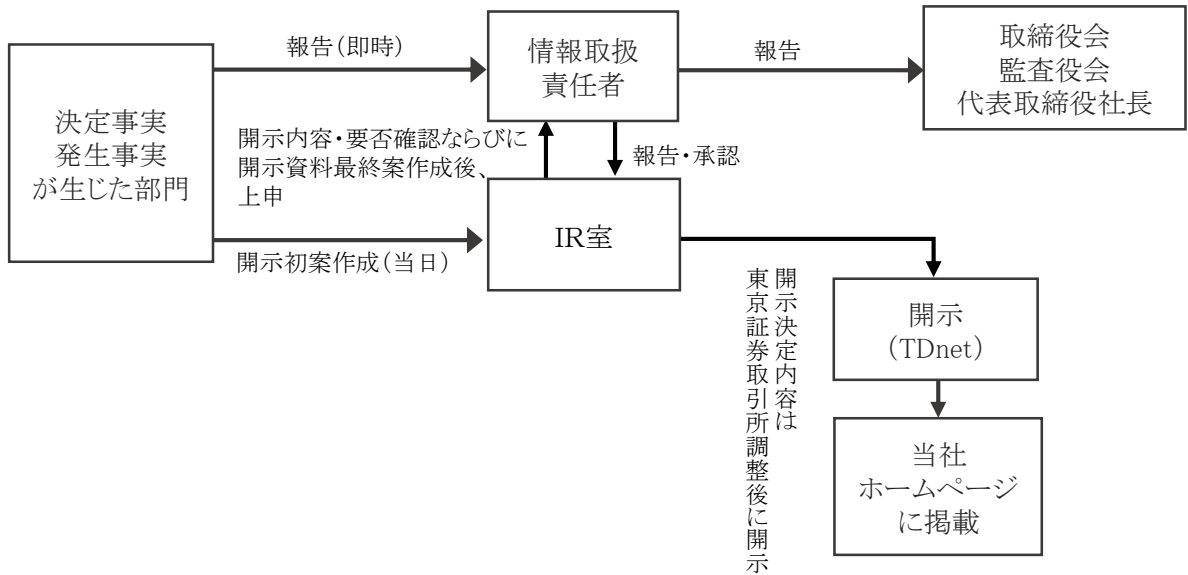 決定事実
発生事実
が生じた部門
報告(即時)
情報取扱
責任者
報告
取締役会
監査役会
代表取締役社長
開示内容・要否確認ならびに
開示資料最終案作成後、
上申
報告・承認
開示初案作成(当日)
IR室
開示決定内容は
東京証券取引所調整後に開示
開示
(TDnet)
当社
ホームページ
に掲載